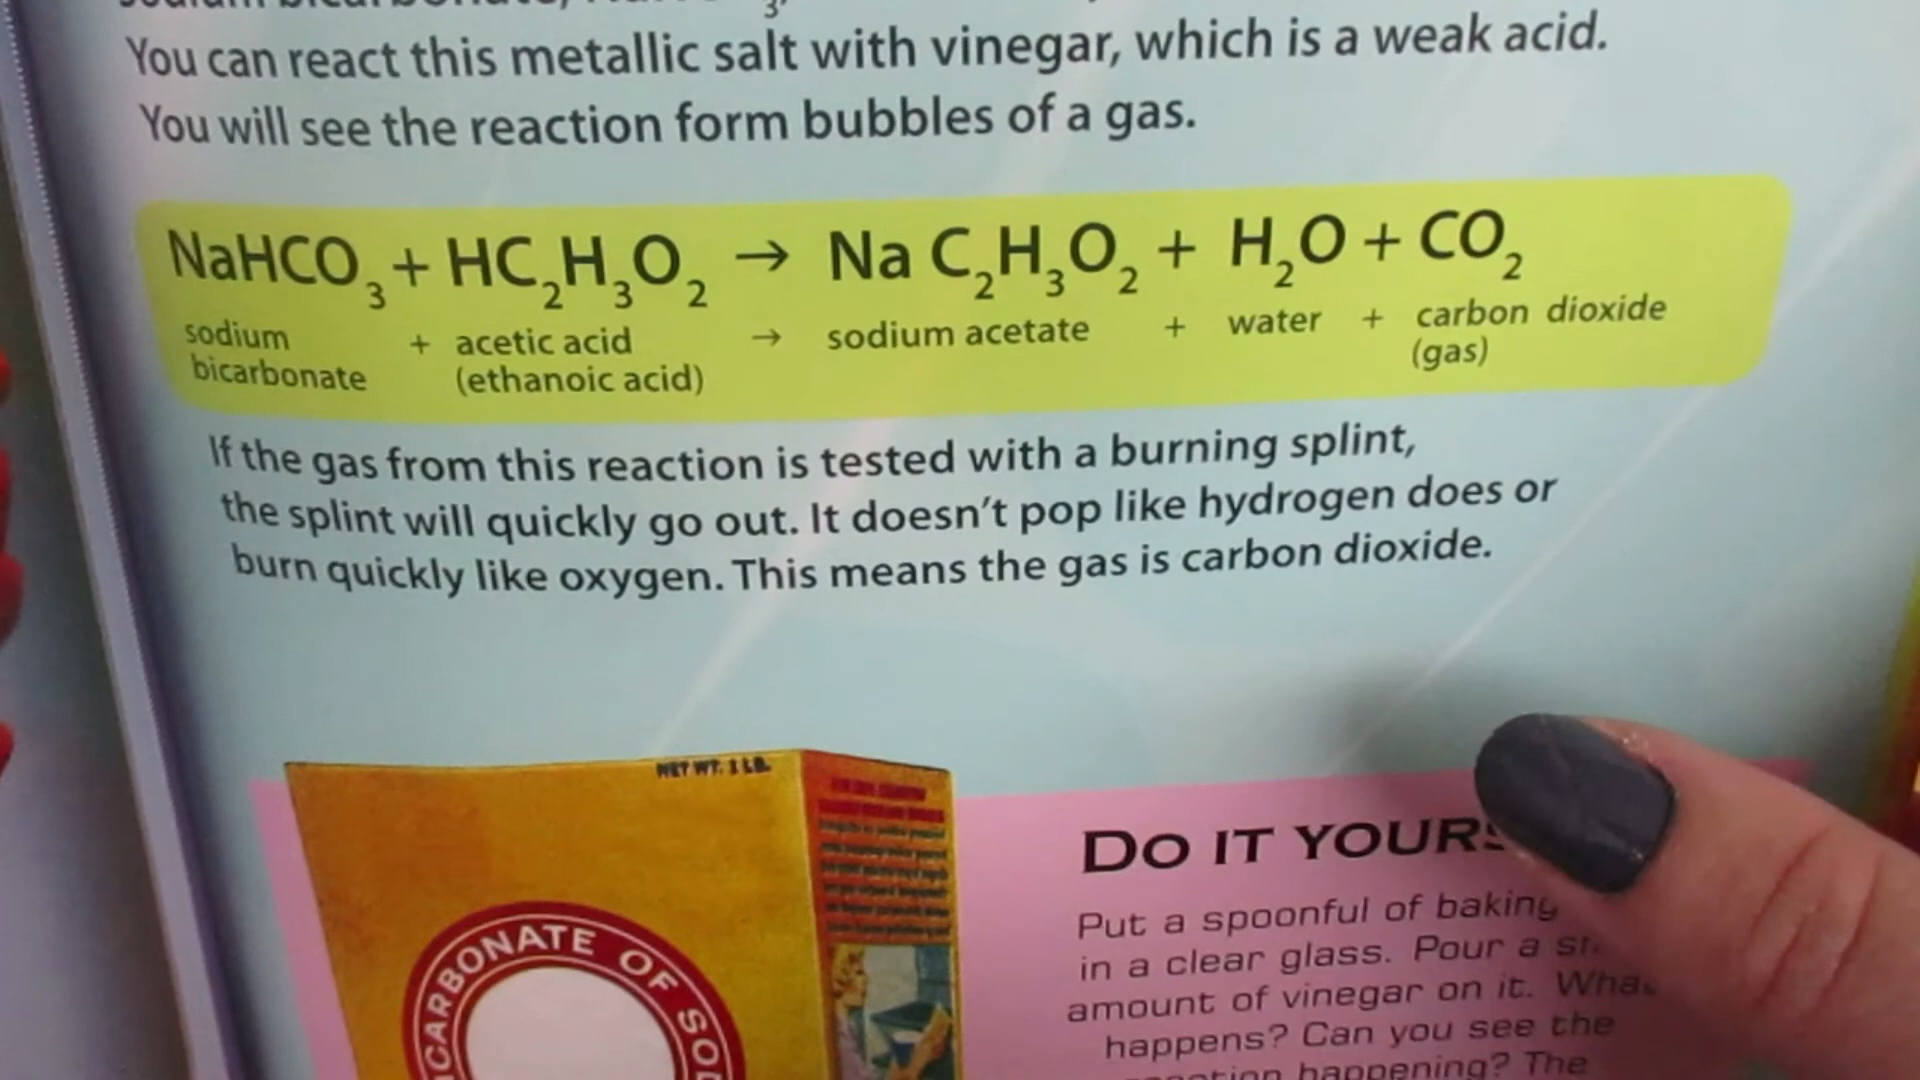 You can react this metallic salt with vinegar, which is a weak acid.
You will see the reaction form bubbles of a gas.
NaHCO₃ + HC₂H₃O₂ → Na C₂H₃O₂ + H₂O + CO₂
sodium bicarbonate + acetic acid (ethanoic acid) → sodium acetate + water + carbon dioxide (gas)
If the gas from this reaction is tested with a burning splint,
the splint will quickly go out. It doesn't pop like hydrogen does or
burn quickly like oxygen. This means the gas is carbon dioxide.
NET WT. 1 LB.
BONATE OF
DO IT
Put a spoonful of baking
in a clear glass. Pour a
amount of vinegar on it.
happens? Can you see the
happening? The